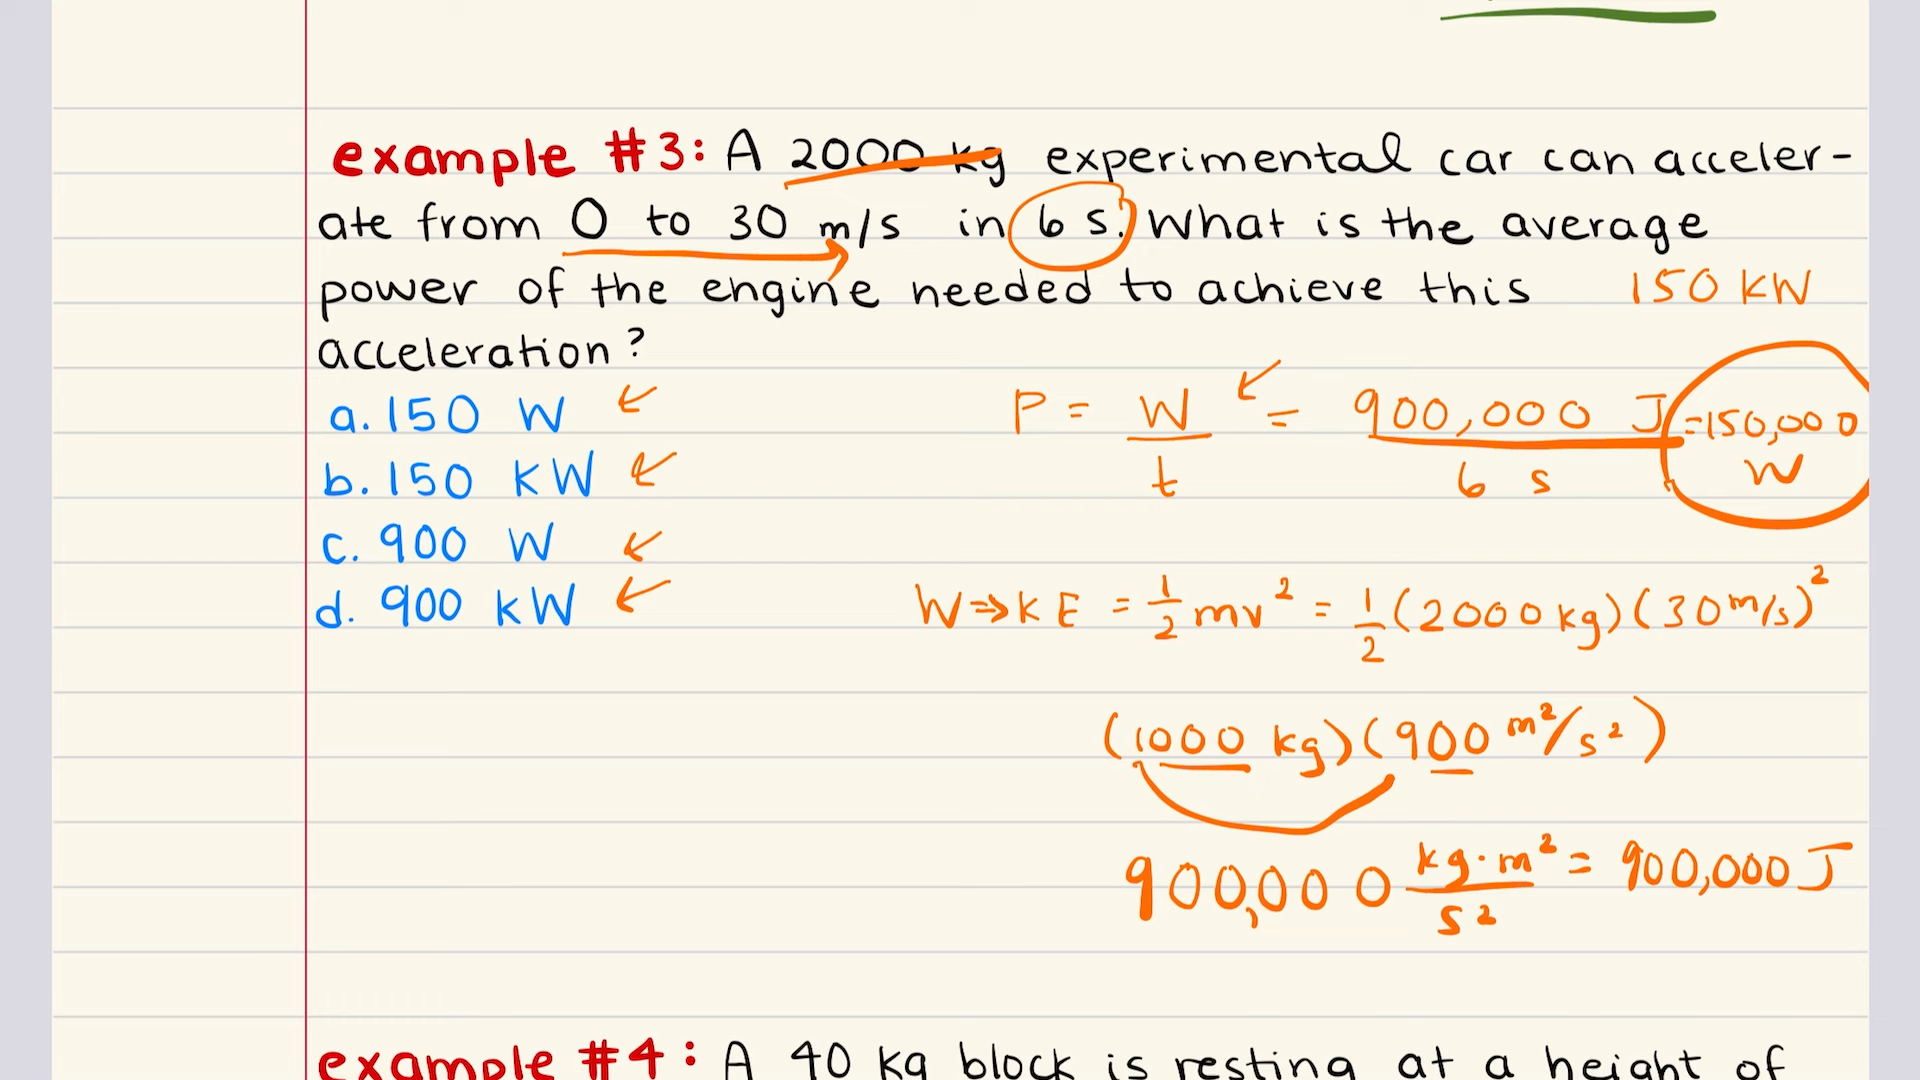 example #3: A 2000 kg experimental car can acceler-
ate from 0 to 30 m/s in 6 s. What is the average
power of the engine needed to achieve this
acceleration?
150 KW
a. 150 W
b. 150 KW
c. 900 W
d. 900 KW
P = W/t = 900,000 J / 6 s = 150,000 W
W ⇒ KE = 1/2 mv² = 1/2 (2000 kg) (30 m/s)²
(1000 kg) (900 m²/s²)
900,000 kg·m²/s² = 900,000 J
example #4: A 40 kg block is resting at a height of